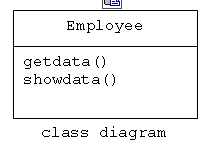 Employee
getdata()
showdata()
class diagram